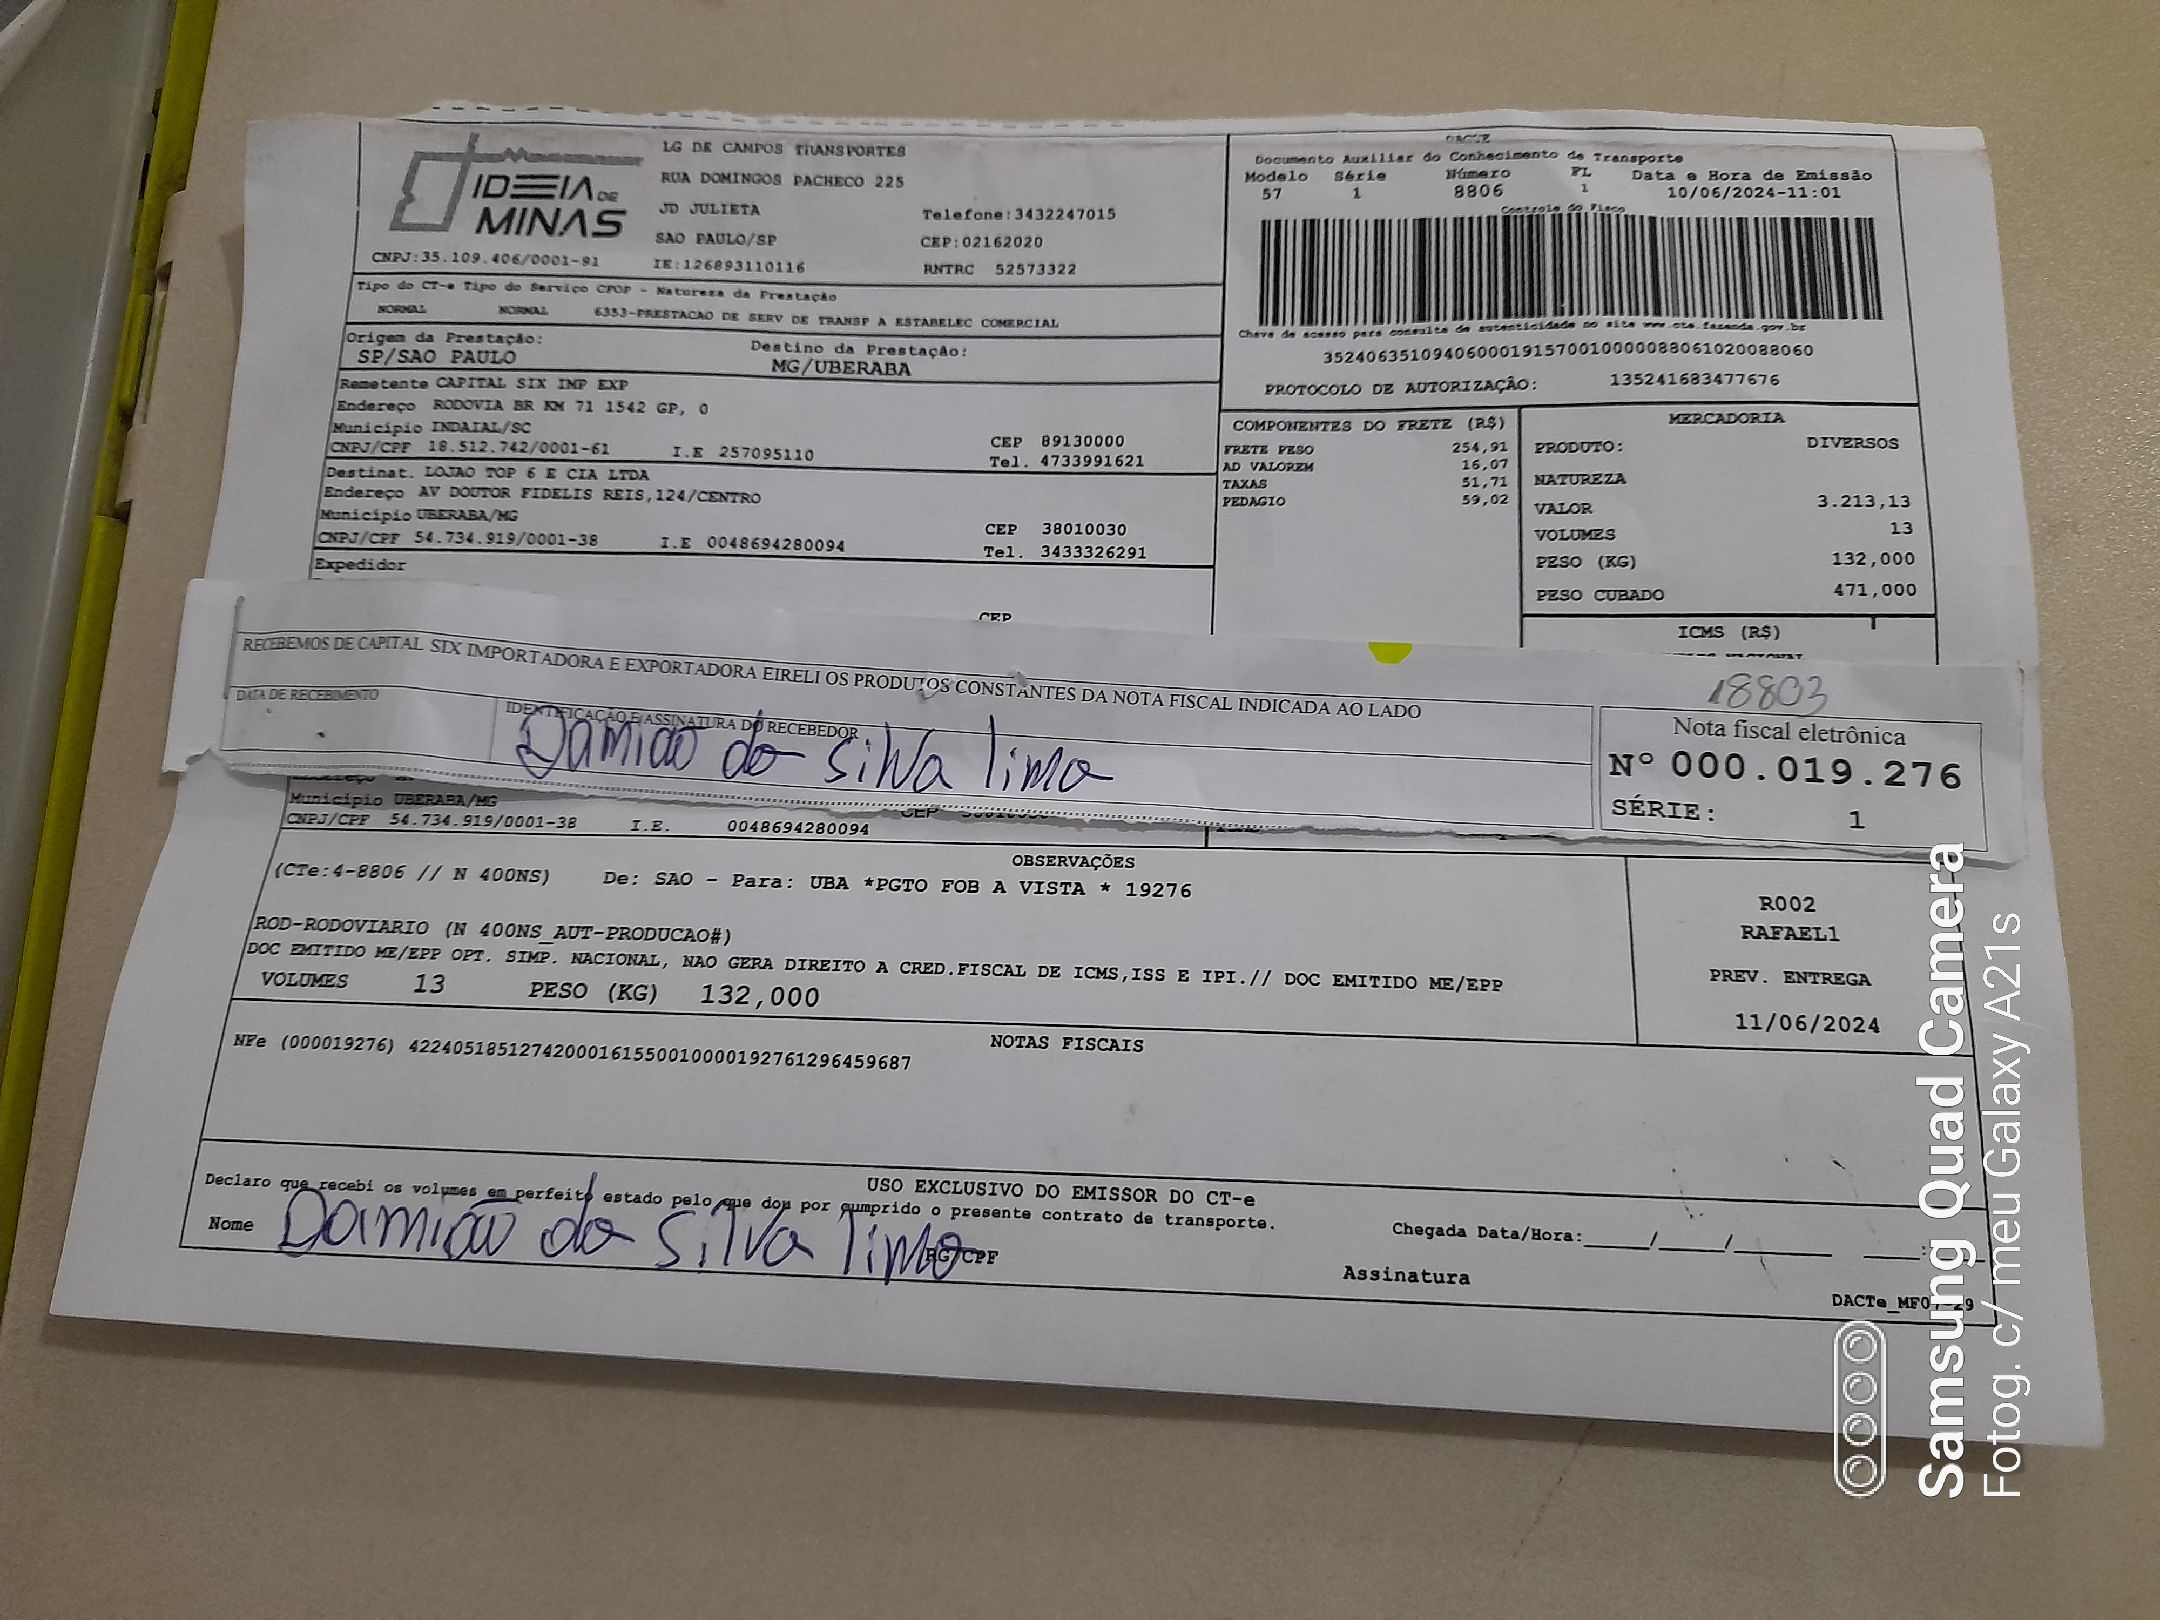 IDEIA DE
MINAS
CNPJ:35.109.406/0001-91
LG DE CAMPOS TRANSPORTES
RUA DOMINGOS PACHECO 225
JD JULIETA
SAO PAULO/SP
IE:126893110116
Telefone:3432247015
CEP:02162020
RNTRC 52573322
Documento Auxiliar do Conhecimento de Transporte
Modelo Série Número FL Data e Hora de Emissão
57 1 8806 1 10/06/2024-11:01
Controle do Fisco
Chave de acesso para consulta de autenticidade no site www.cte.fazenda.gov.br
35240635109406000191570010000088061020088060
PROTOCOLO DE AUTORIZAÇÃO: 135241683477676
Tipo do CT-e Tipo do Serviço CFOP - Natureza da Prestação
NORMAL NORMAL 6353-PRESTACAO DE SERV DE TRANSP A ESTABELEC COMERCIAL
Origem da Prestação: Destino da Prestação:
SP/SAO PAULO MG/UBERABA
Remetente CAPITAL SIX IMP EXP
Endereço RODOVIA BR KM 71 1542 GP, 0
Município INDAIAL/SC CEP 89130000
CNPJ/CPF 18.512.742/0001-61 I.E 257095110 Tel. 4733991621
Destinat. LOJAO TOP 6 E CIA LTDA
Endereço AV DOUTOR FIDELIS REIS,124/CENTRO
Município UBERABA/MG CEP 38010030
CNPJ/CPF 54.734.919/0001-38 I.E 0048694280094 Tel. 3433326291
Expedidor
CEP
COMPONENTES DO FRETE (R$)
FRETE PESO 254,91
AD VALOREM 16,07
TAXAS 51,71
PEDAGIO 59,02
MERCADORIA
PRODUTO: DIVERSOS
NATUREZA
VALOR 3.213,13
VOLUMES 13
PESO (KG) 132,000
PESO CUBADO 471,000
ICMS (R$)
RECEBEMOS DE CAPITAL SIX IMPORTADORA E EXPORTADORA EIRELI OS PRODUTOS CONSTANTES DA NOTA FISCAL INDICADA AO LADO
DATA DE RECEBIMENTO
IDENTIFICAÇÃO E ASSINATURA DO RECEBEDOR
Damião da silva lima
18803
Nota fiscal eletrônica
Nº 000.019.276
SÉRIE: 1
Município UBERABA/MG CEP
CNPJ/CPF 54.734.919/0001-38 I.E. 0048694280094
OBSERVAÇÕES
(CTe:4-8806 // N 400NS) De: SAO - Para: UBA *PGTO FOB A VISTA * 19276
ROD-RODOVIARIO (N 400NS_AUT-PRODUCAO#)
DOC EMITIDO ME/EPP OPT. SIMP. NACIONAL, NAO GERA DIREITO A CRED.FISCAL DE ICMS,ISS E IPI.// DOC EMITIDO ME/EPP
VOLUMES 13 PESO (KG) 132,000
R002
RAFAEL1
PREV. ENTREGA
11/06/2024
NOTAS FISCAIS
NFe (000019276) 42240518512742000161550010000192761296459687
USO EXCLUSIVO DO EMISSOR DO CT-e
Declaro que recebi os volumes em perfeito estado pelo que dou por cumprido o presente contrato de transporte.
Nome Damião da Silva lima RG/CPF
Chegada Data/Hora:_____/_____/_______ ____:
Assinatura
Samsung Quad Camera
Fotog. c/ meu Galaxy A21s